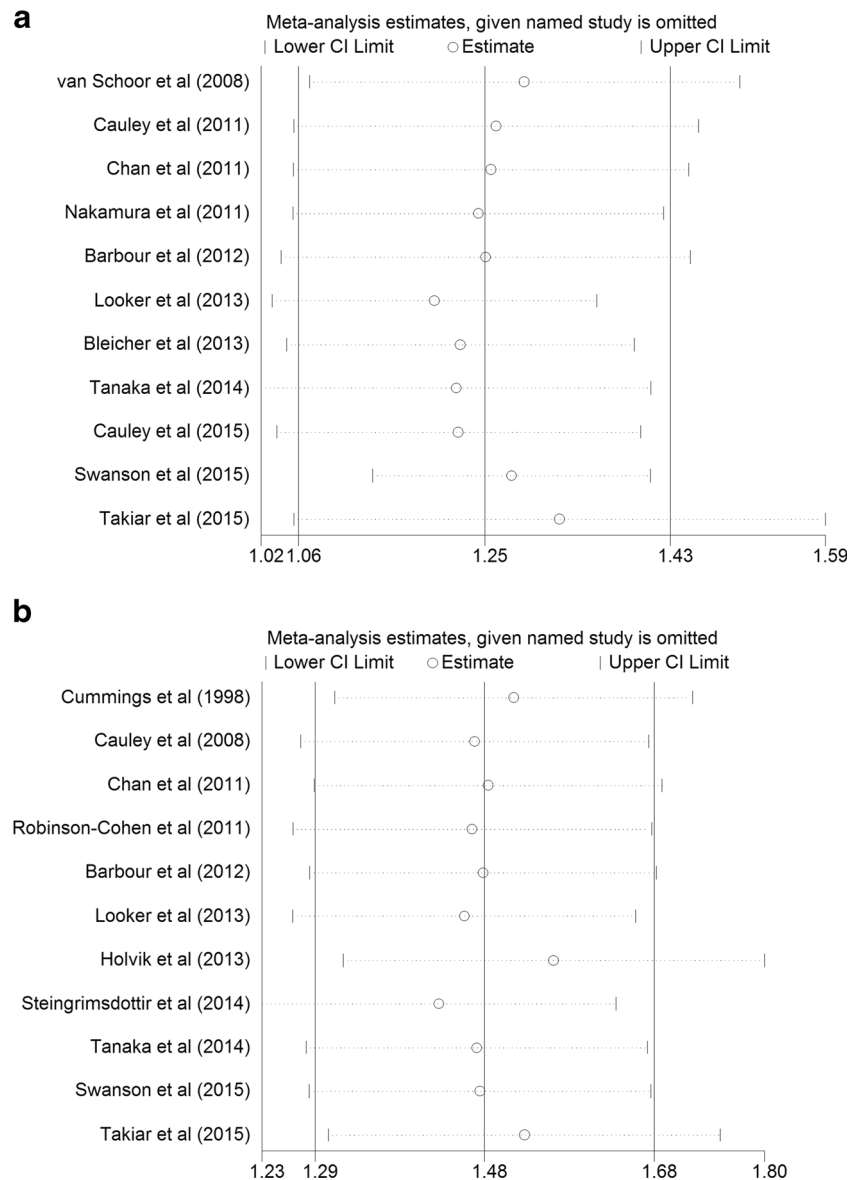 a
Meta-analysis estimates, given named study is omitted
| Lower CI Limit ○ Estimate | Upper CI Limit
van Schoor et al (2008)
Cauley et al (2011)
Chan et al (2011)
Nakamura et al (2011)
Barbour et al (2012)
Looker et al (2013)
Bleicher et al (2013)
Tanaka et al (2014)
Cauley et al (2015)
Swanson et al (2015)
Takiar et al (2015)
1.02 1.06 1.25 1.43 1.59
b
Meta-analysis estimates, given named study is omitted
| Lower CI Limit ○ Estimate | Upper CI Limit
Cummings et al (1998)
Cauley et al (2008)
Chan et al (2011)
Robinson-Cohen et al (2011)
Barbour et al (2012)
Looker et al (2013)
Holvik et al (2013)
Steingrimsdottir et al (2014)
Tanaka et al (2014)
Swanson et al (2015)
Takiar et al (2015)
1.23 1.29 1.48 1.68 1.80